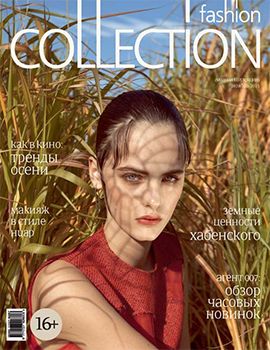 fashion
COLLECTION
как в кино:
тренды
осени
макияж
в стиле
нуар
земные
ценности
хабенского
агент 007:
обзор
часовых
новинок
16+